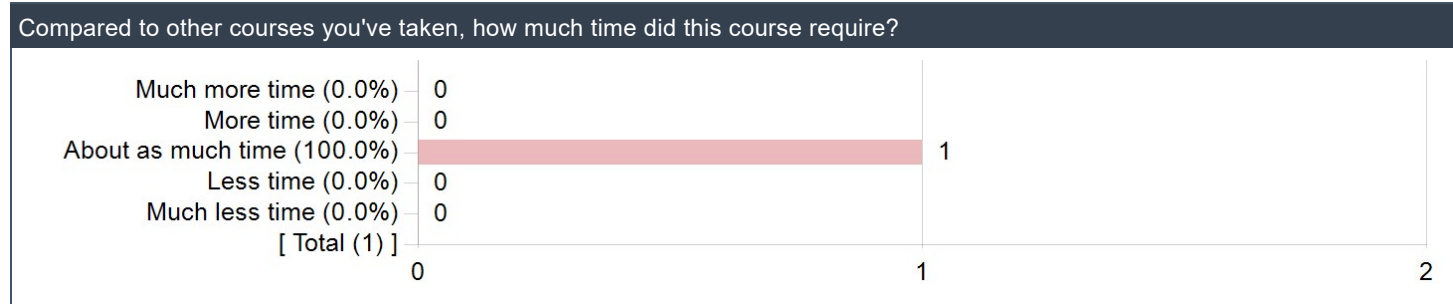 Compared to other courses you've taken, how much time did this course require?
Much more time (0.0%) 0
More time (0.0%) 0
About as much time (100.0%) 1
Less time (0.0%) 0
Much less time (0.0%) 0
[ Total (1) ]
0 1 2